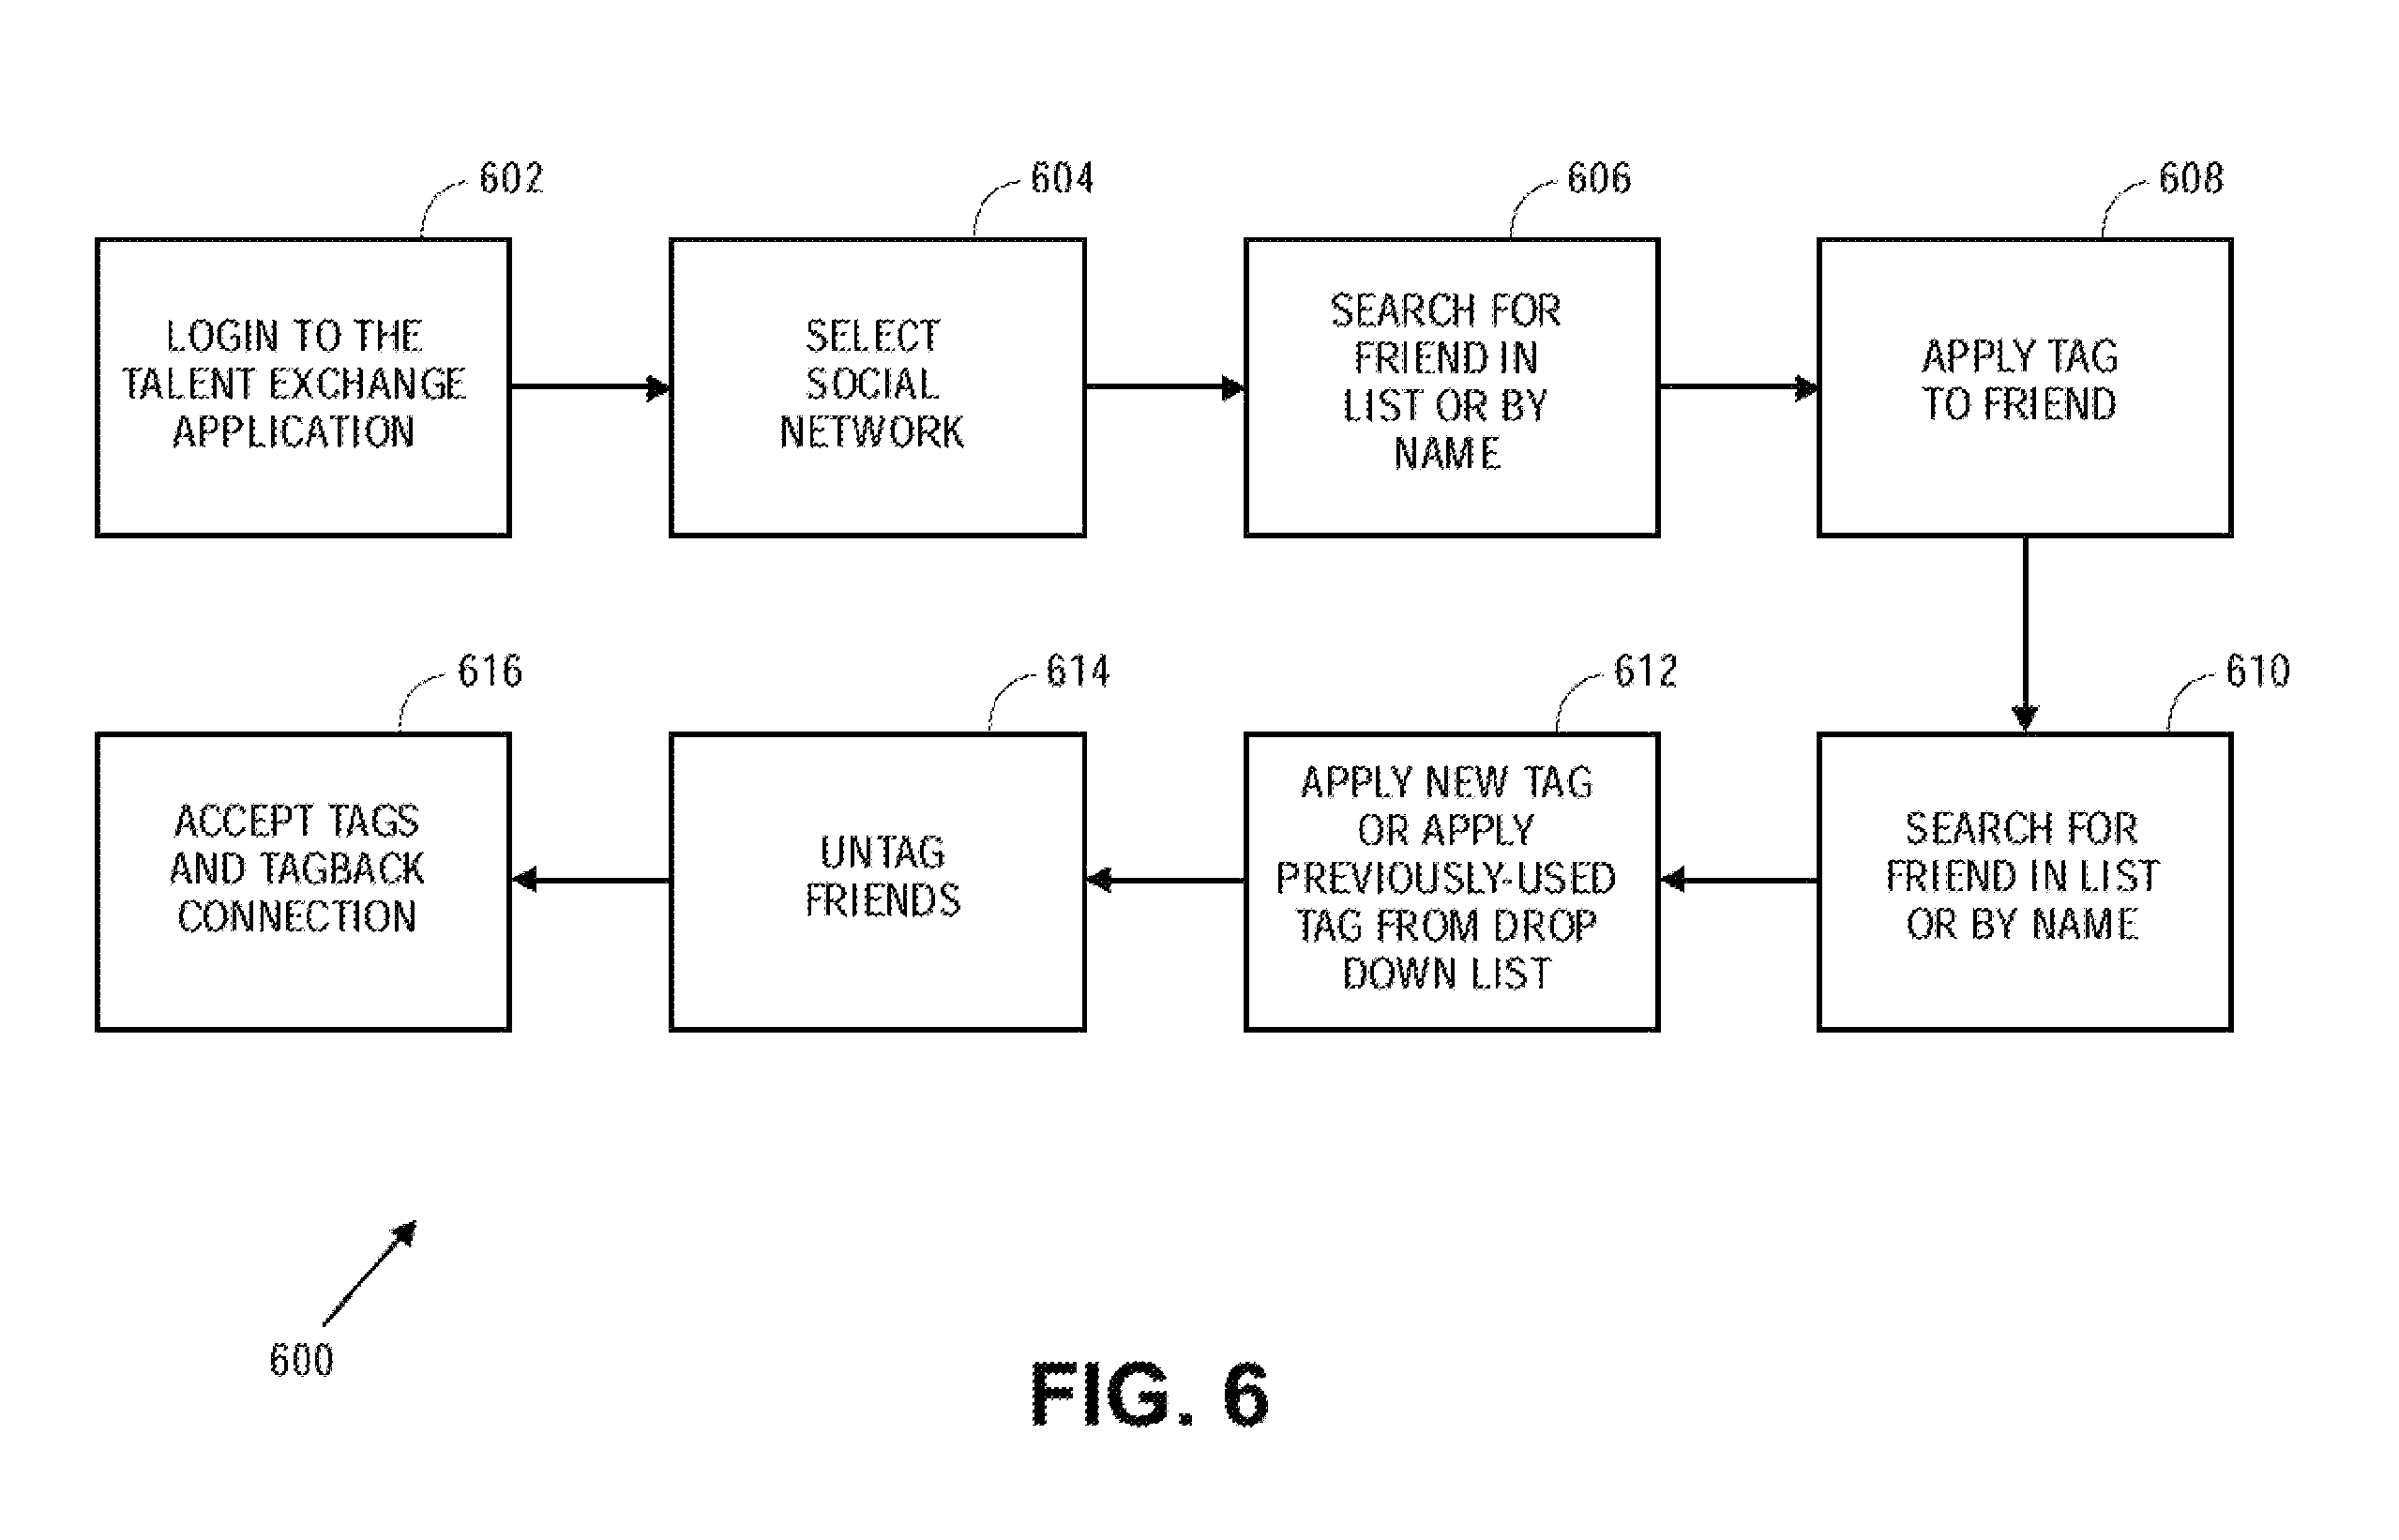 602
604
606
608
LOGIN TO THE
TALENT EXCHANGE
APPLICATION
SELECT
SOCIAL
NETWORK
SEARCH FOR
FRIEND IN
LIST OR BY
NAME
APPLY TAG
TO FRIEND
616
614
612
610
ACCEPT TAGS
AND TAGBACK
CONNECTION
UNTAG
FRIENDS
APPLY NEW TAG
OR APPLY
PREVIOUSLY-USED
TAG FROM DROP
DOWN LIST
SEARCH FOR
FRIEND IN LIST
OR BY NAME
600
FIG. 6